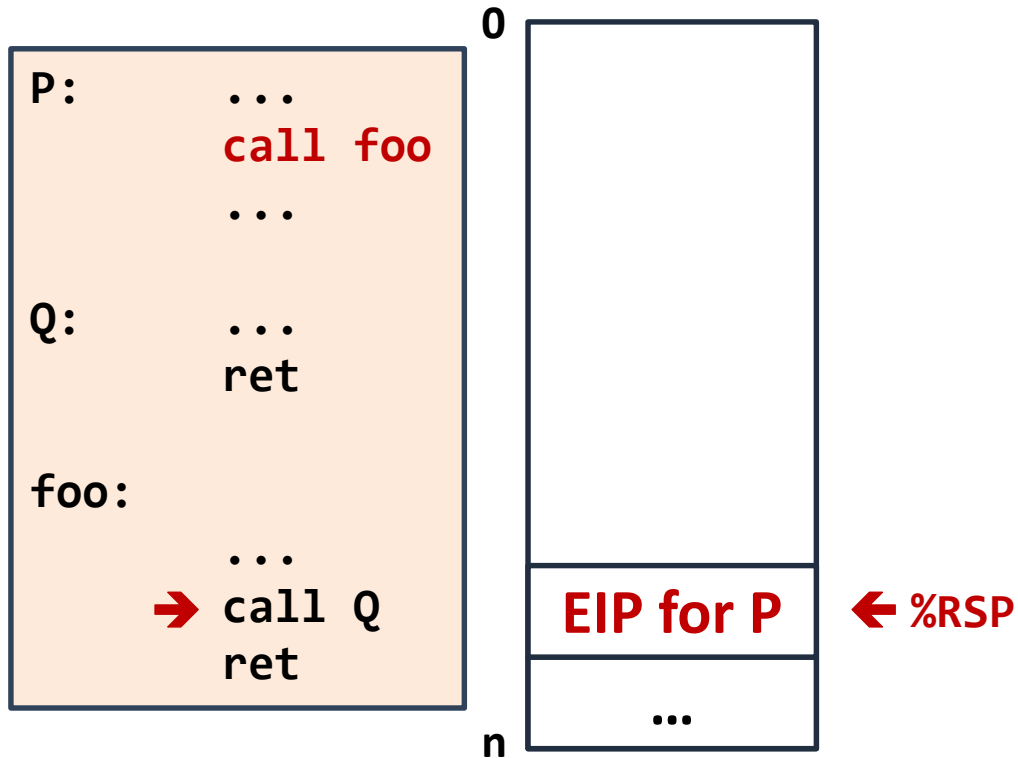 P: ...
call foo
...
Q: ...
ret
foo:
...
➔ call Q
ret
0
EIP for P
🡸 %RSP
...
n